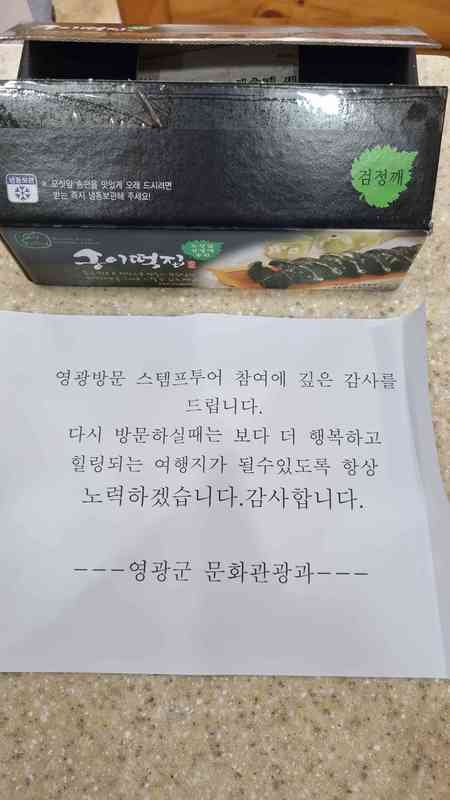 냉동보관
※ 모싯잎 송편을 맛있게 오래 드시려면
받는 즉시 냉동보관해 주세요!
검정깨
송이떡집
영광방문 스템프투어 참여에 깊은 감사를
드립니다.
다시 방문하실때는 보다 더 행복하고
힐링되는 여행지가 될수있도록 항상
노력하겠습니다.감사합니다.
---영광군 문화관광과---